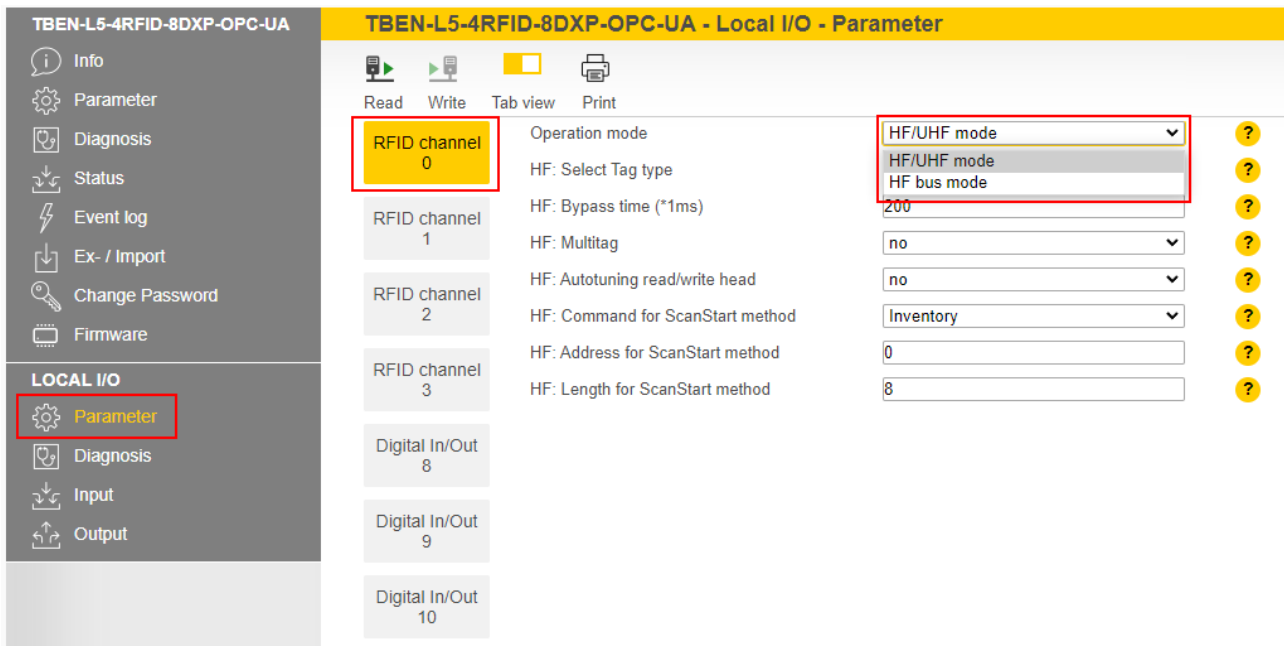 TBEN-L5-4RFID-8DXP-OPC-UA
Info
Parameter
Diagnosis
Status
Event log
Ex- / Import
Change Password
Firmware
LOCAL I/O
Parameter
Diagnosis
Input
Output
TBEN-L5-4RFID-8DXP-OPC-UA - Local I/O - Parameter
Read
Write
Tab view
Print
RFID channel
0
RFID channel
1
RFID channel
2
RFID channel
3
Digital In/Out
8
Digital In/Out
9
Digital In/Out
10
Operation mode
HF/UHF mode
?
HF/UHF mode
HF bus mode
HF: Select Tag type
?
HF: Bypass time (*1ms)
200
?
HF: Multitag
no
?
HF: Autotuning read/write head
no
?
HF: Command for ScanStart method
Inventory
?
HF: Address for ScanStart method
0
?
HF: Length for ScanStart method
8
?